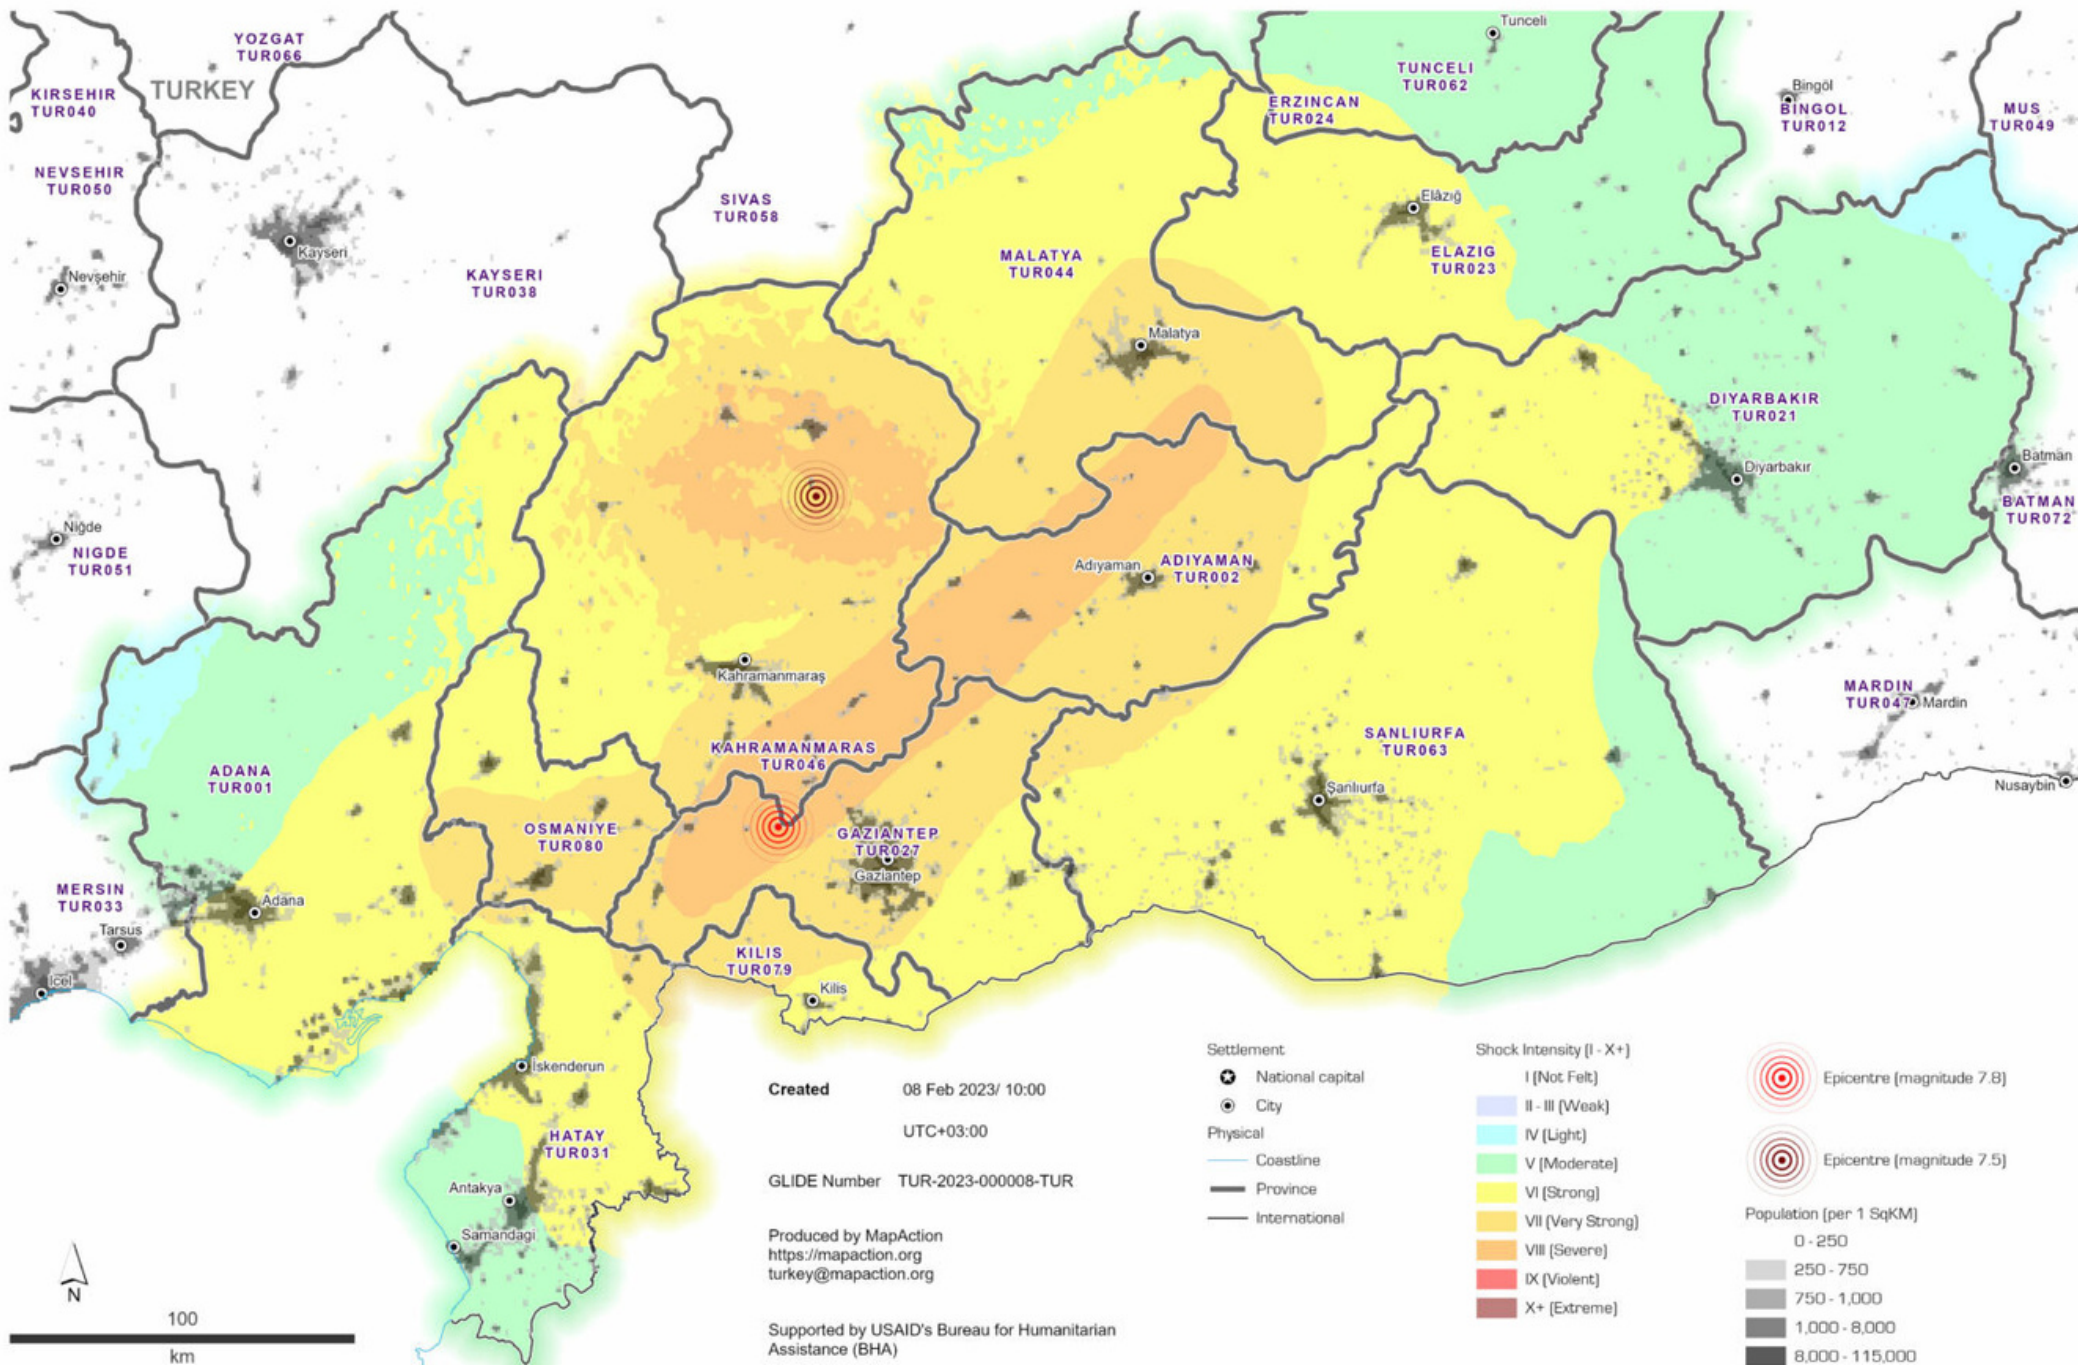 YOZGAT
TUR066
TURKEY
KIRSEHIR
TUR040
NEVSEHIR
TUR050
Nevşehir
Kayseri
KAYSERI
TUR038
SIVAS
TUR058
Tunceli
TUNCELI
TUR062
ERZINCAN
TUR024
Bingöl
BINGOL
TUR012
MUS
TUR049
MALATYA
TUR044
Elâzığ
ELAZIG
TUR023
Malatya
DIYARBAKIR
TUR021
Diyarbakır
Batman
BATMAN
TUR072
Niğde
NIGDE
TUR051
Adıyaman
ADIYAMAN
TUR002
Kahramanmaraş
KAHRAMANMARAS
TUR046
SANLIURFA
TUR063
Şanlıurfa
MARDIN
TUR047
Mardin
Nusaybin
ADANA
TUR001
OSMANIYE
TUR080
GAZIANTEP
TUR027
Gaziantep
MERSIN
TUR033
Tarsus
Adana
Icel
KILIS
TUR079
Kilis
İskenderun
HATAY
TUR031
Antakya
Samandagi
N
100
km
Created 08 Feb 2023/ 10:00
UTC+03:00
GLIDE Number TUR-2023-000008-TUR
Produced by MapAction
https://mapaction.org
turkey@mapaction.org
Supported by USAID's Bureau for Humanitarian
Assistance (BHA)
Settlement
National capital
City
Physical
Coastline
Province
International
Shock Intensity (I - X+)
I (Not Felt)
II - III (Weak)
IV (Light)
V (Moderate)
VI (Strong)
VII (Very Strong)
VIII (Severe)
IX (Violent)
X+ (Extreme)
Epicentre (magnitude 7.8)
Epicentre (magnitude 7.5)
Population (per 1 SqKM)
0 - 250
250 - 750
750 - 1,000
1,000 - 8,000
8,000 - 115,000